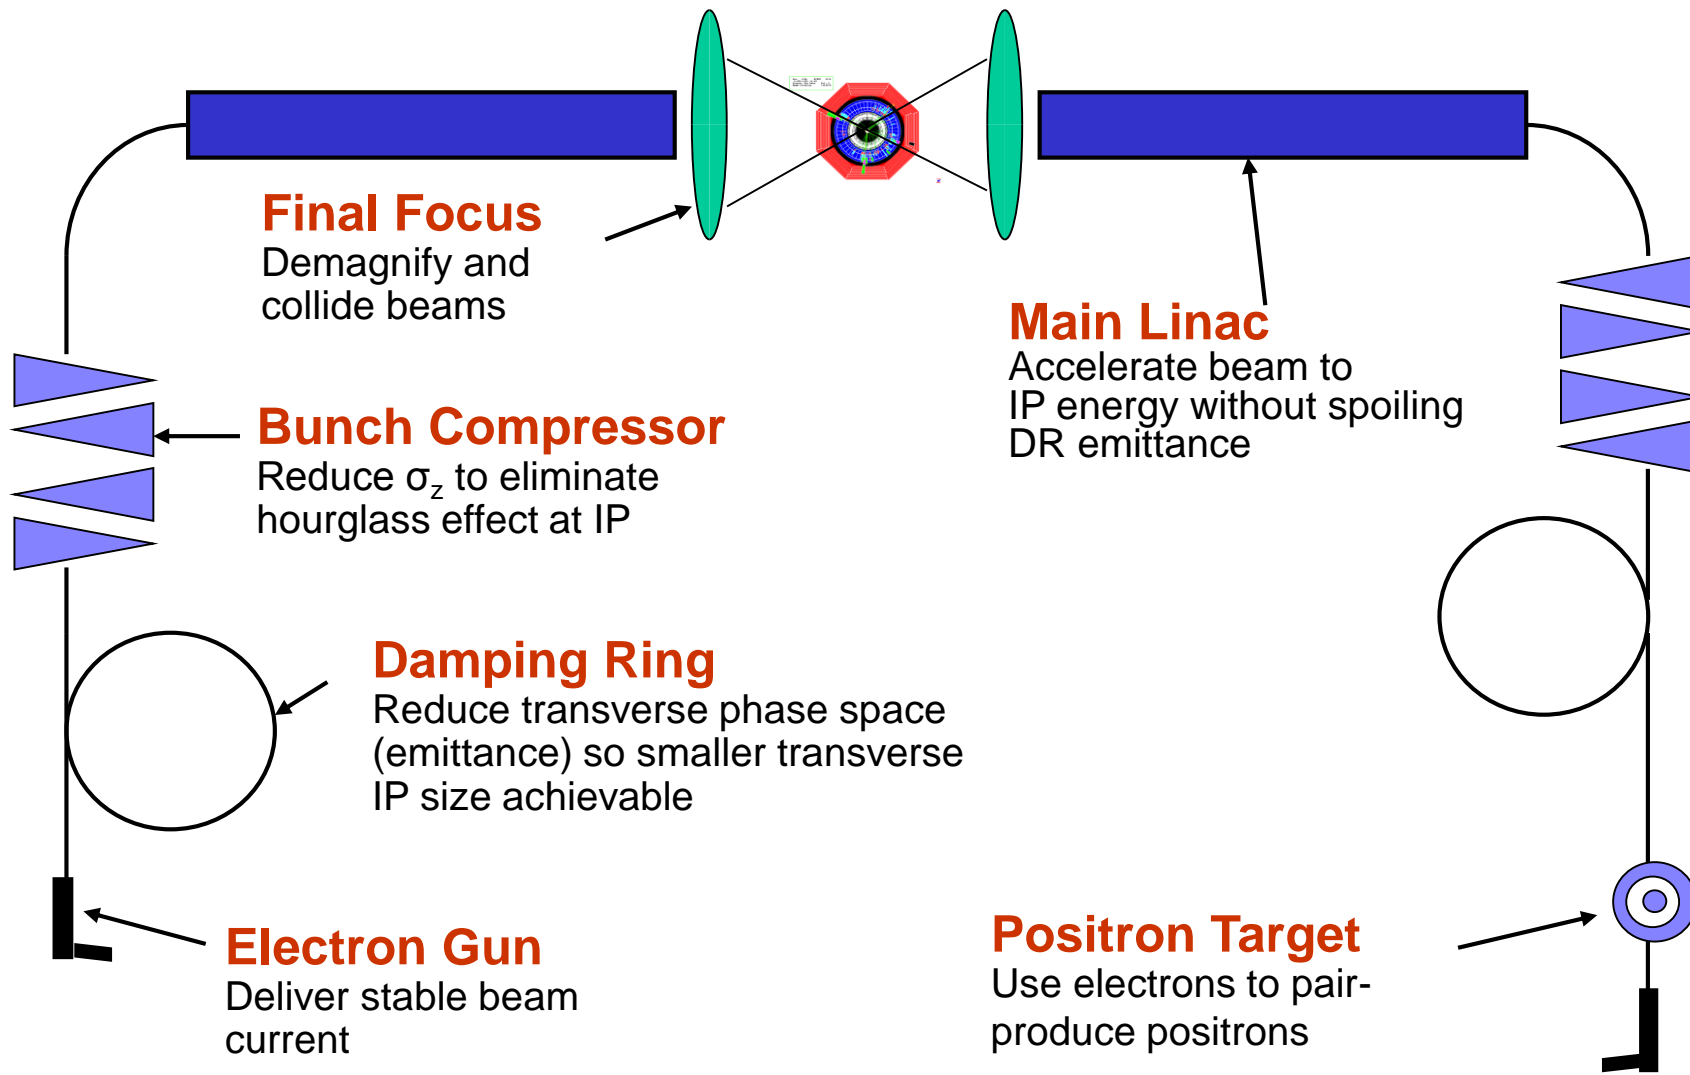 Final Focus
Demagnify and
collide beams
Main Linac
Accelerate beam to
IP energy without spoiling
DR emittance
Bunch Compressor
Reduce σz to eliminate
hourglass effect at IP
Damping Ring
Reduce transverse phase space
(emittance) so smaller transverse
IP size achievable
Electron Gun
Deliver stable beam
current
Positron Target
Use electrons to pair-
produce positrons